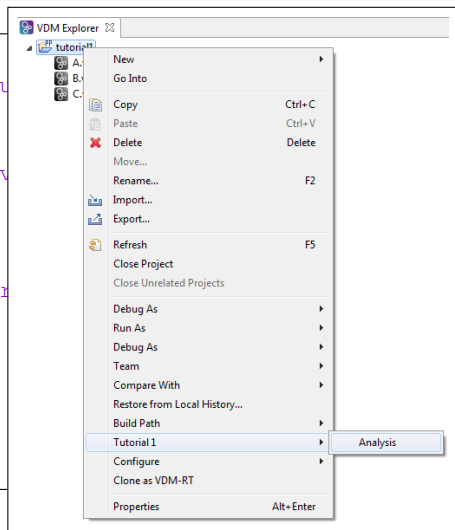 VDM Explorer
tutorial1
A.
B.
C.
New
Go Into
Copy Ctrl+C
Paste Ctrl+V
Delete Delete
Move...
Rename... F2
Import...
Export...
Refresh F5
Close Project
Close Unrelated Projects
Debug As
Run As
Debug As
Team
Compare With
Restore from Local History...
Build Path
Tutorial 1 Analysis
Configure
Clone as VDM-RT
Properties Alt+Enter